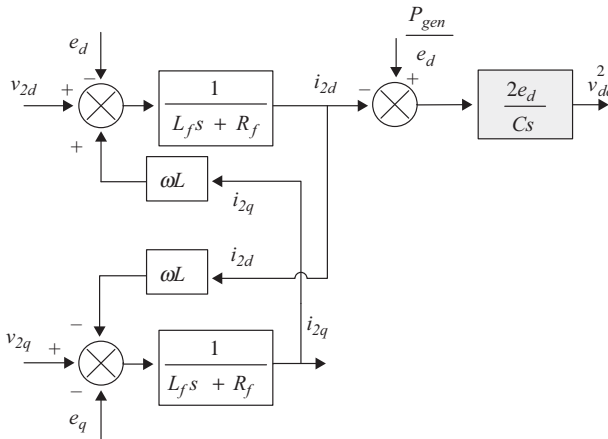 P_gen
e_d
e_d
v_2d + −
1
L_f s + R_f
i_2d
− +
2e_d
Cs
v_dc^2
+
ωL
i_2q
ωL
i_2d
i_2q
v_2q + −
1
L_f s + R_f
−
e_q